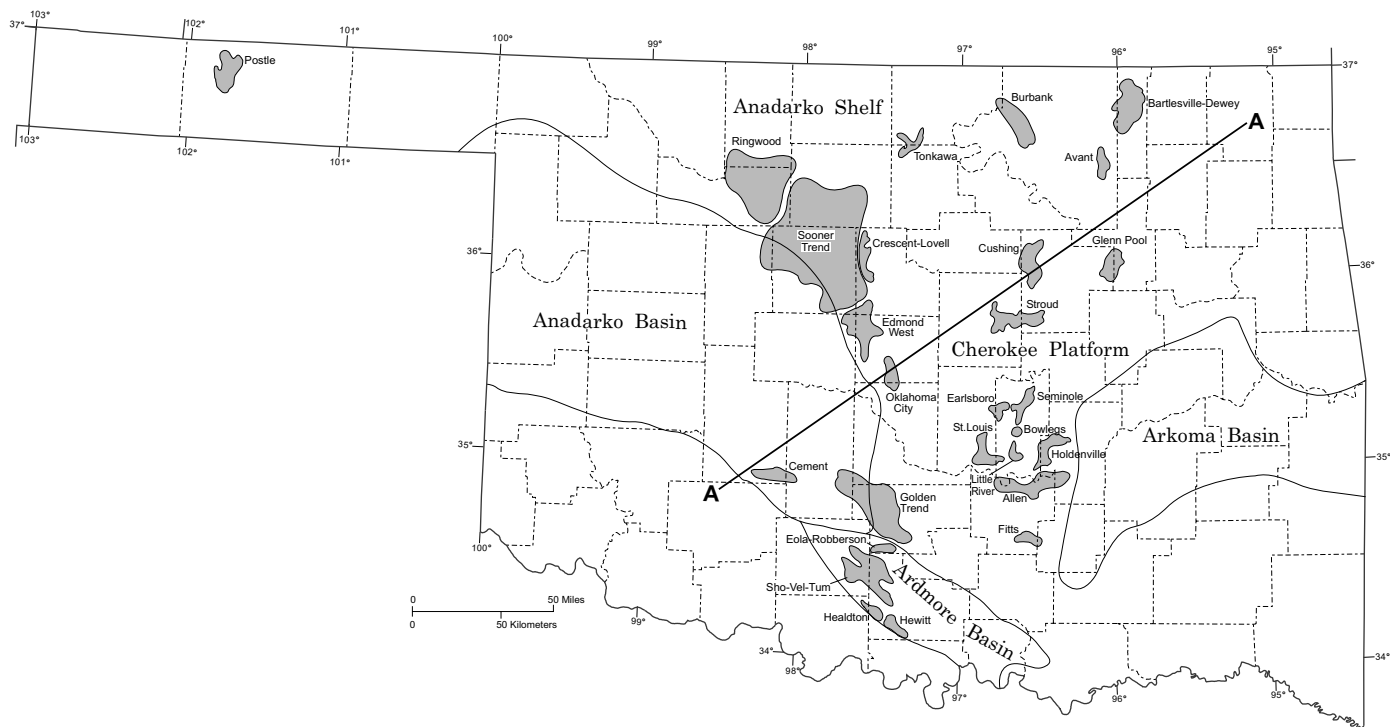 103°
37°
102°
101°
100°
99°
98°
97°
96°
95°
37°
Postle
103°
102°
101°
Anadarko Shelf
Burbank
Bartlesville-Dewey
A
Ringwood
Tonkawa
Avant
Sooner
Trend
Crescent-Lovell
Cushing
Glenn Pool
36°
36°
Stroud
Anadarko Basin
Edmond
West
Cherokee Platform
Oklahoma
City
Earlsboro
Seminole
St.Louis
Bowlegs
Arkoma Basin
35°
Holdenville
35°
Cement
A
Little
River
Allen
Golden
Trend
Fitts
100°
Eola-Robberson
Ardmore Basin
Sho-Vel-Tum
0
50 Miles
0
50 Kilometers
99°
Healdton
Hewitt
34°
98°
34°
97°
96°
95°